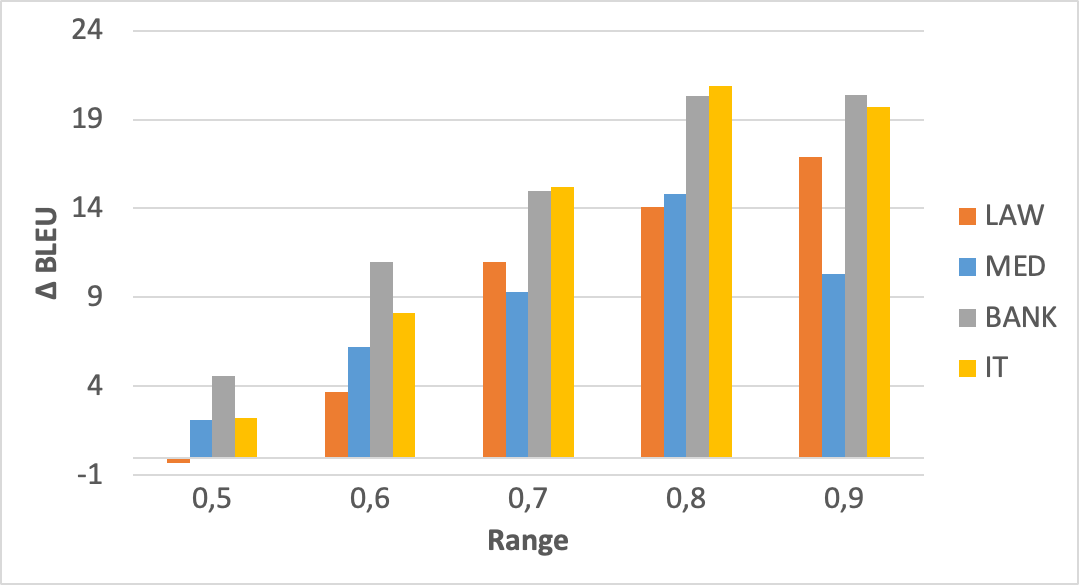 24
19
14
9
4
-1
Δ BLEU
0,5 0,6 0,7 0,8 0,9
Range
LAW
MED
BANK
IT